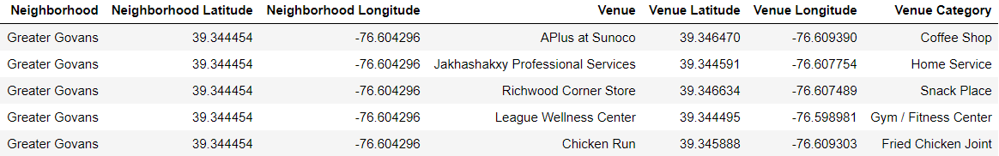 Neighborhood Neighborhood Latitude Neighborhood Longitude Venue Venue Latitude Venue Longitude Venue Category
Greater Govans 39.344454 -76.604296 APlus at Sunoco 39.346470 -76.609390 Coffee Shop
Greater Govans 39.344454 -76.604296 Jakhashakxy Professional Services 39.344591 -76.607754 Home Service
Greater Govans 39.344454 -76.604296 Richwood Corner Store 39.346634 -76.607489 Snack Place
Greater Govans 39.344454 -76.604296 League Wellness Center 39.344495 -76.598981 Gym / Fitness Center
Greater Govans 39.344454 -76.604296 Chicken Run 39.345888 -76.609303 Fried Chicken Joint